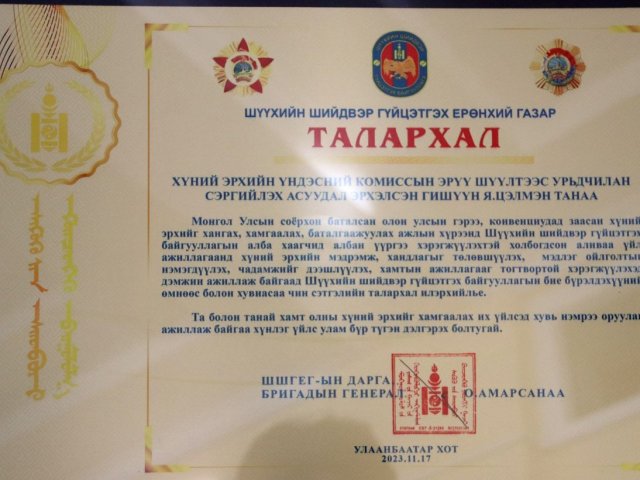 ШҮҮХИЙН ШИЙДВЭР ГҮЙЦЭТГЭХ ЕРӨНХИЙ ГАЗАР
ТАЛАРХАЛ
ХҮНИЙ ЭРХИЙН ҮНДЭСНИЙ КОМИССЫН ЭРҮҮ ШҮҮЛТЭЭС УРЬДЧИЛАН
СЭРГИЙЛЭХ АСУУДАЛ ЭРХЭЛСЭН ГИШҮҮН Я.ЦЭЛМЭН ТАНАА
Монгол Улсын соёрхон баталсан олон улсын гэрээ, конвенциудад заасан хүний
эрхийг хангах, хамгаалах, баталгаажуулах ажлын хүрээнд Шүүхийн шийдвэр гүйцэтгэх
байгууллагын алба хаагчид албан үүргээ хэрэгжүүлэхтэй холбогдсон аливаа үйл
ажиллагаанд хүний эрхийн мэдрэмж, хандлагыг төлөвшүүлэх, мэдлэг ойлголтыг
нэмэгдүүлэх, чадамжийг дээшлүүлэх, хамтын ажиллагааг тогтвортой хэрэгжүүлэхэд
дэмжин ажиллаж байгаад Шүүхийн шийдвэр гүйцэтгэх байгууллагын бие бүрэлдэхүүний
өмнөөс болон хувиасаа чин сэтгэлийн талархал илэрхийлье.
Та болон танай хамт олны хүний эрхийг хамгаалах их үйлсэд хувь нэмрээ оруулан
ажиллаж байгаа хүнлэг үйлс улам бүр түгэн дэлгэрэх болтугай.
ШШГЕГ-ЫН ДАРГА,
БРИГАДЫН ГЕНЕРАЛ О.АМАРСАНАА
УЛААНБААТАР ХОТ
2023.11.17